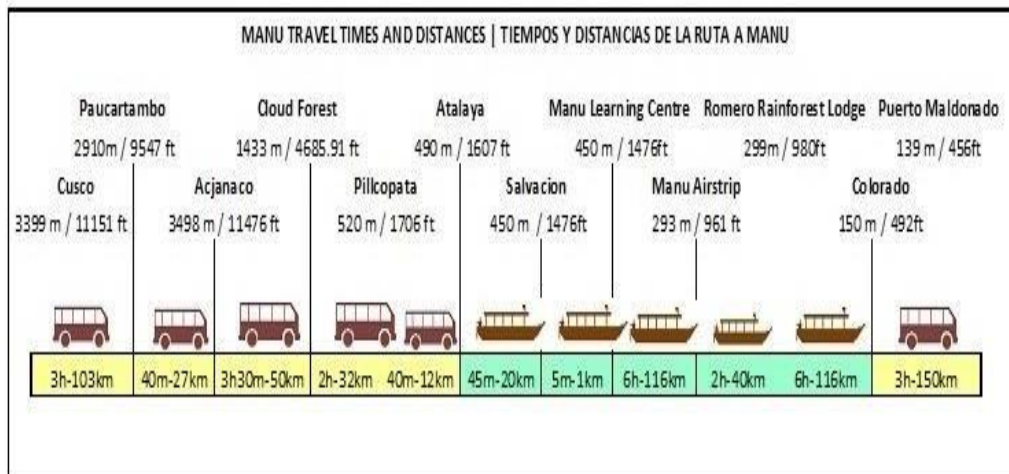 MANU TRAVEL TIMES AND DISTANCES | TIEMPOS Y DISTANCIAS DE LA RUTA A MANU
Paucartambo
2910m / 9547 ft
Cloud Forest
1433 m / 4685.91 ft
Atalaya
490 m / 1607 ft
Manu Learning Centre
450 m / 1476ft
Romero Rainforest Lodge
299m / 980ft
Puerto Maldonado
139 m / 456ft
Cusco
3399 m / 11151 ft
Acjanaco
3498 m / 11476 ft
Pillcopata
520 m / 1706 ft
Salvacion
450 m / 1476ft
Manu Airstrip
293 m / 961 ft
Colorado
150 m / 492ft
3h-103km
40m-27km
3h30m-50km
2h-32km
40m-12km
45m-20km
5m-1km
6h-116km
2h-40km
6h-116km
3h-150km